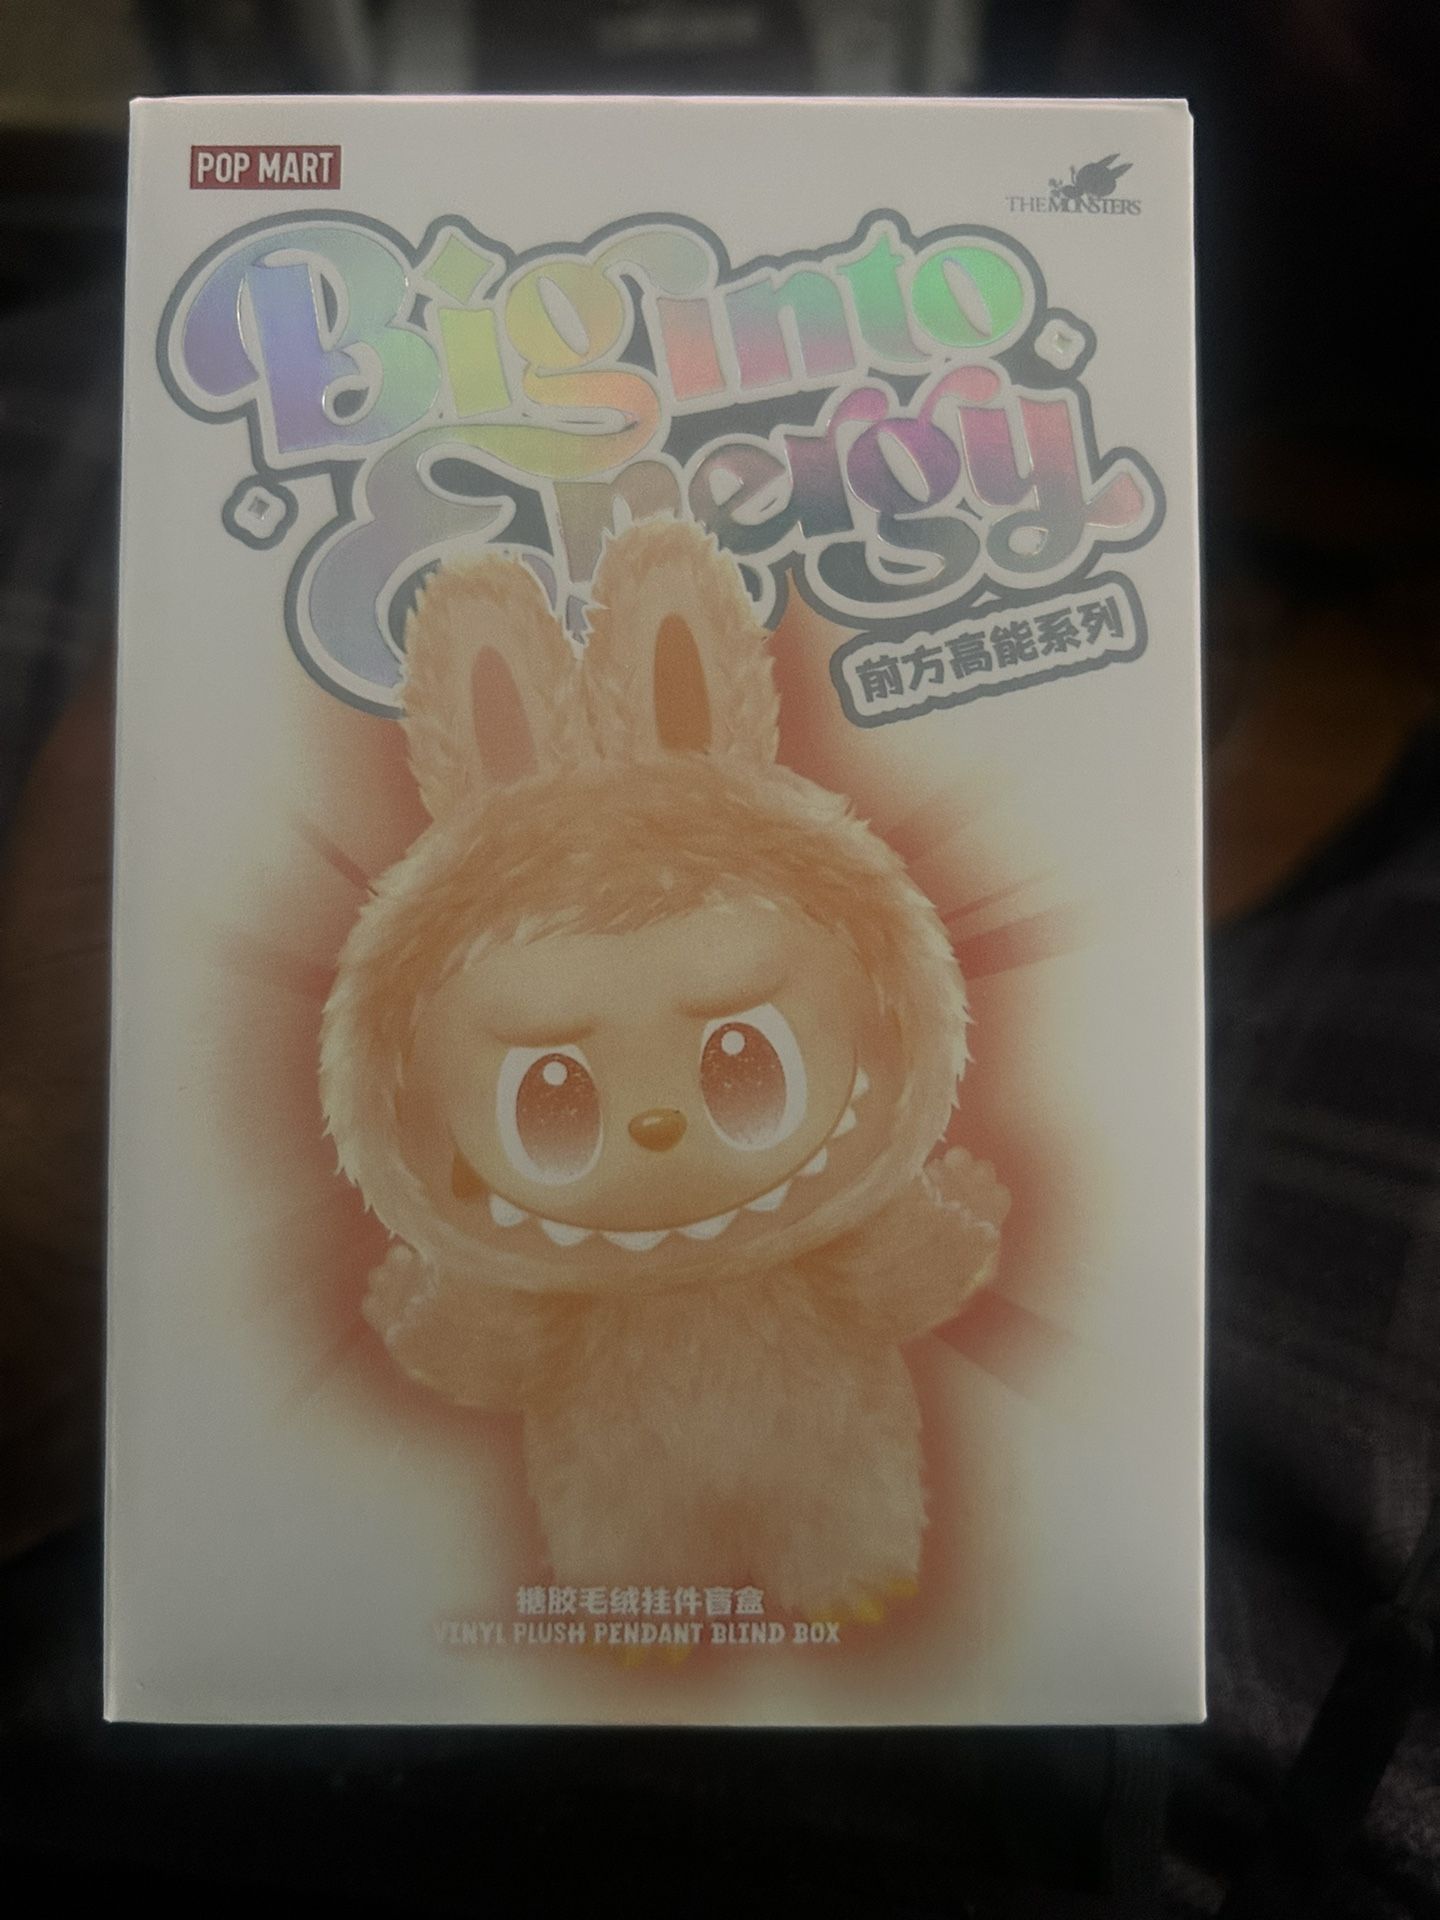 POP MART
THE MONSTERS
Big into
Energy
前方高能系列
搪胶毛绒挂件盲盒
VINYL PLUSH PENDANT BLIND BOX